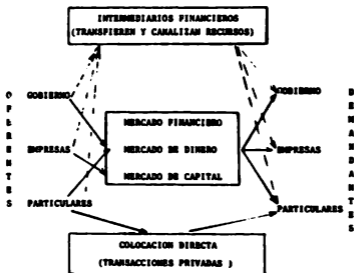 INTERMEDIARIOS FINANCIEROS
(TRANSFIEREN Y CANALIZAN RECURSOS)
OFERENTES
GOBIERNO
EMPRESAS
PARTICULARES
MERCADO FINANCIERO
MERCADO DE DINERO
MERCADO DE CAPITAL
GOBIERNO
EMPRESAS
PARTICULARES
DEMANDANTES
COLOCACION DIRECTA
(TRANSACCIONES PRIVADAS )